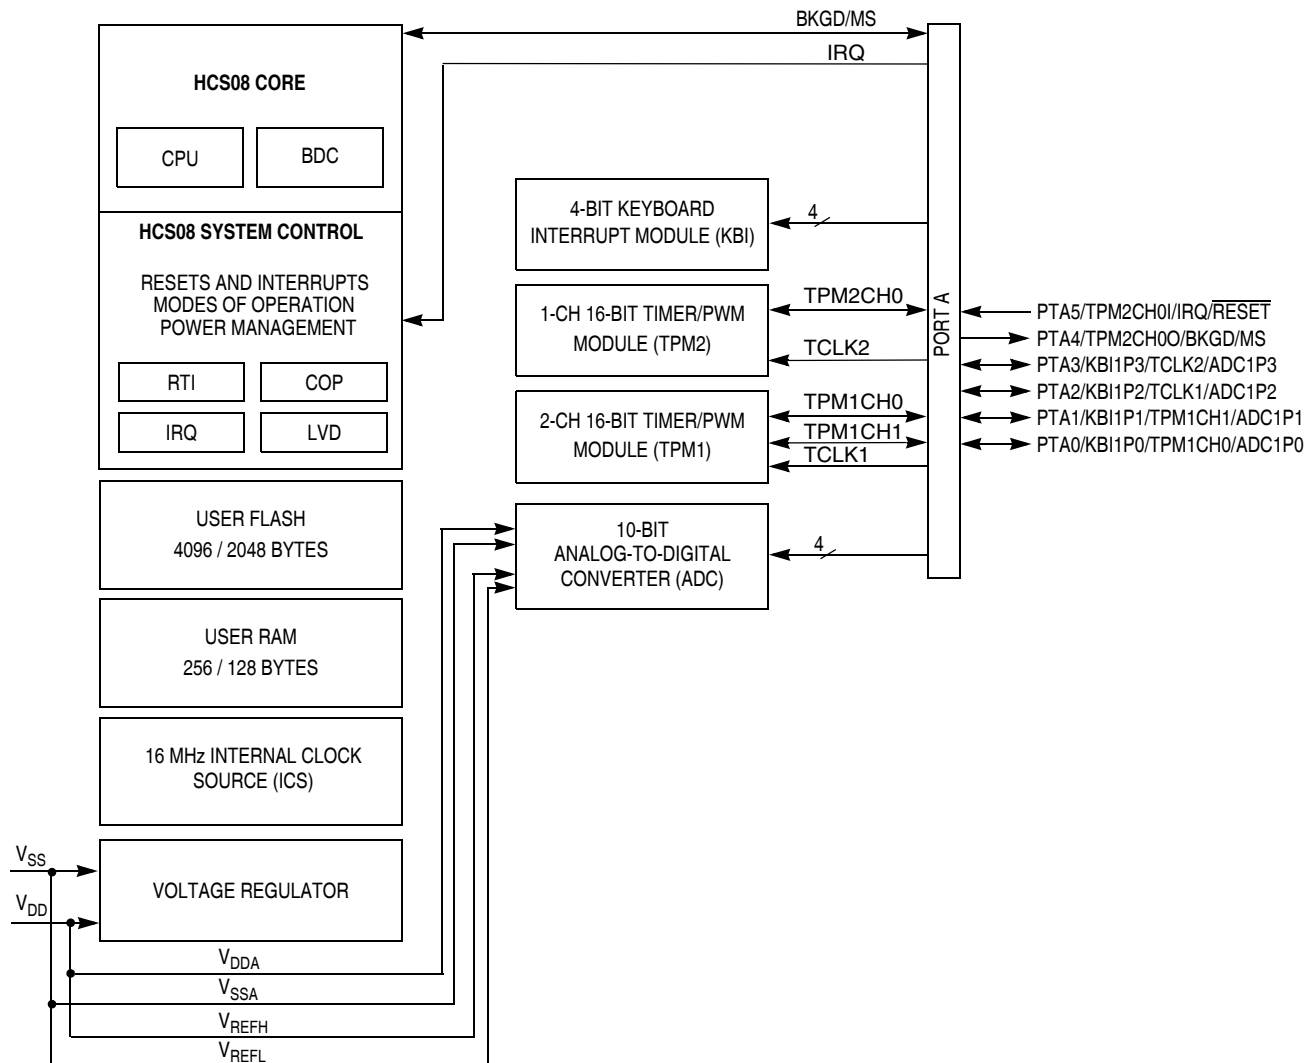 BKGD/MS
IRQ
HCS08 CORE
CPU
BDC
HCS08 SYSTEM CONTROL
RESETS AND INTERRUPTS
MODES OF OPERATION
POWER MANAGEMENT
RTI
COP
IRQ
LVD
USER FLASH
4096 / 2048 BYTES
USER RAM
256 / 128 BYTES
16 MHz INTERNAL CLOCK
SOURCE (ICS)
VOLTAGE REGULATOR
VSS
VDD
VDDA
VSSA
VREFH
VREFL
4-BIT KEYBOARD
INTERRUPT MODULE (KBI)
4
1-CH 16-BIT TIMER/PWM
MODULE (TPM2)
TPM2CH0
TCLK2
2-CH 16-BIT TIMER/PWM
MODULE (TPM1)
TPM1CH0
TPM1CH1
TCLK1
10-BIT
ANALOG-TO-DIGITAL
CONVERTER (ADC)
4
PORT A
PTA5/TPM2CH0I/IRQ/RESET
PTA4/TPM2CH0O/BKGD/MS
PTA3/KBI1P3/TCLK2/ADC1P3
PTA2/KBI1P2/TCLK1/ADC1P2
PTA1/KBI1P1/TPM1CH1/ADC1P1
PTA0/KBI1P0/TPM1CH0/ADC1P0